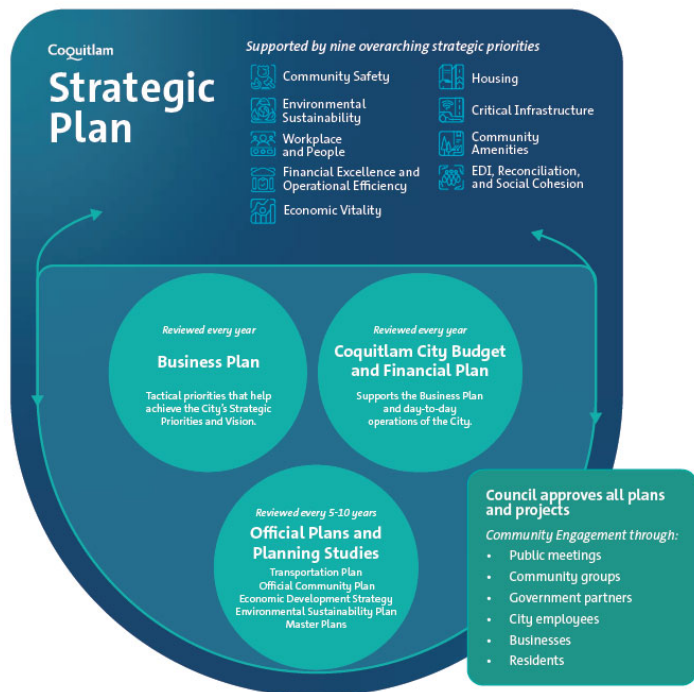 Coquitlam
Strategic
Plan
Supported by nine overarching strategic priorities
Community Safety
Environmental
Sustainability
Workplace
and People
Financial Excellence and
Operational Efficiency
Economic Vitality
Housing
Critical Infrastructure
Community
Amenities
EDI, Reconciliation,
and Social Cohesion
Reviewed every year
Business Plan
Tactical priorities that help
achieve the City's Strategic
Priorities and Vision.
Reviewed every year
Coquitlam City Budget
and Financial Plan
Supports the Business Plan
and day-to-day
operations of the City.
Reviewed every 5-10 years
Official Plans and
Planning Studies
Transportation Plan
Official Community Plan
Economic Development Strategy
Environmental Sustainability Plan
Master Plans
Council approves all plans
and projects
Community Engagement through:
• Public meetings
• Community groups
• Government partners
• City employees
• Businesses
• Residents